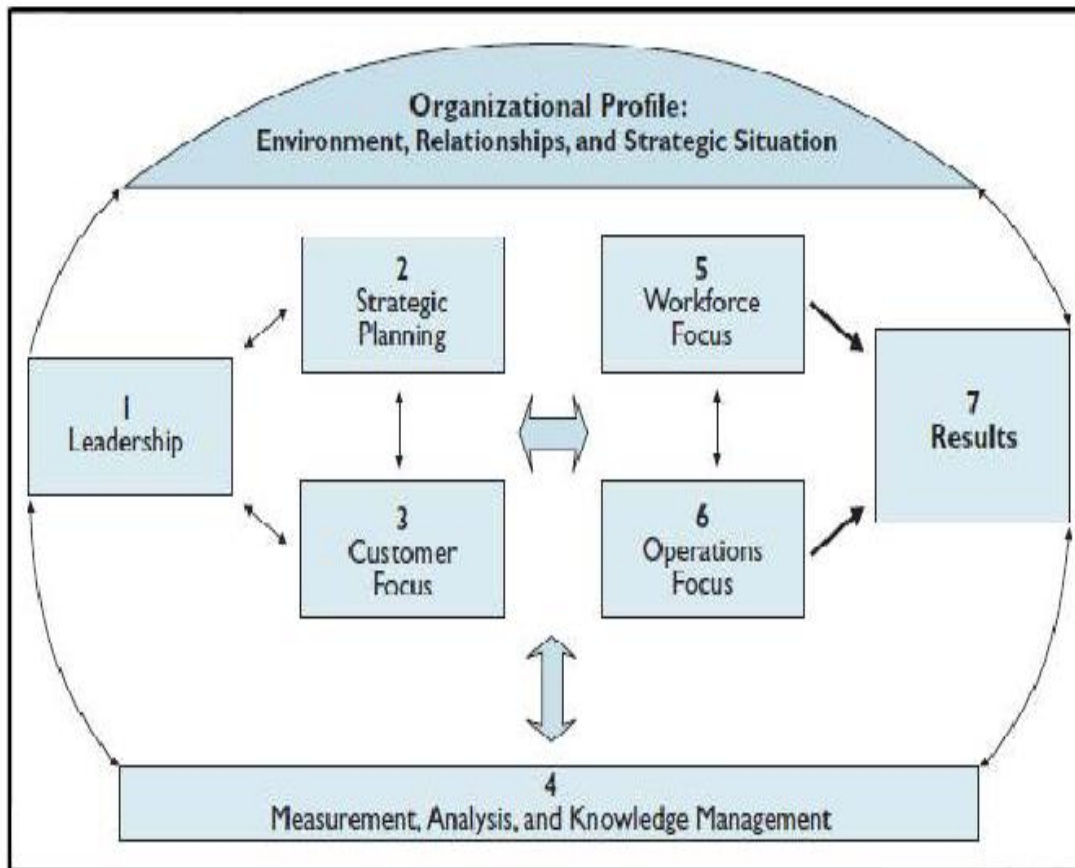 Organizational Profile:
Environment, Relationships, and Strategic Situation
2
Strategic
Planning
5
Workforce
Focus
1
Leadership
7
Results
3
Customer
Focus
6
Operations
Focus
4
Measurement, Analysis, and Knowledge Management